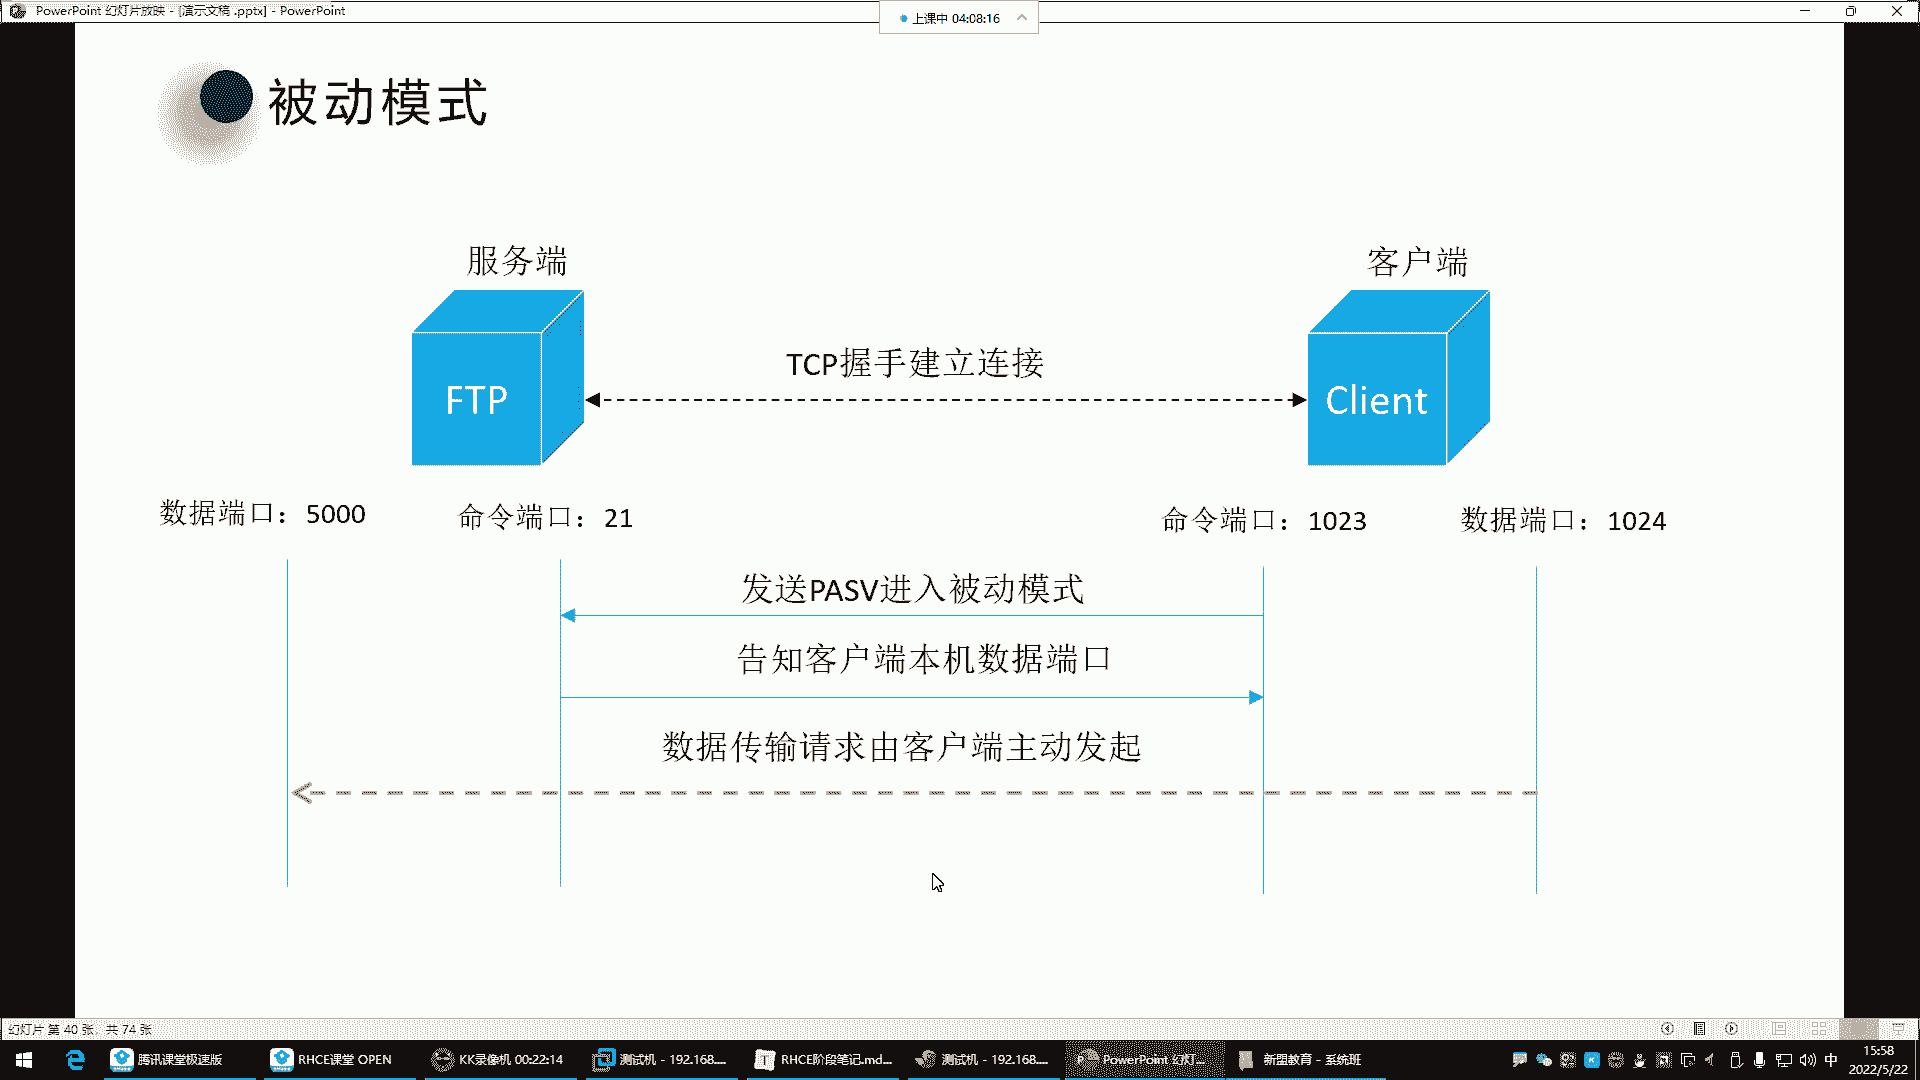 PowerPoint 幻灯片放映 - [演示文稿 .pptx] - PowerPoint
上课中 04:08:16
被动模式
服务端
客户端
TCP握手建立连接
FTP
Client
数据端口：5000
命令端口：21
命令端口：1023
数据端口：1024
发送PASV进入被动模式
告知客户端本机数据端口
数据传输请求由客户端主动发起
幻灯片 第 40 张，共 74 张
腾讯课堂极速版
RHCE课堂 OPEN
KK录像机 00:22:14
测试机 - 192.168....
RHCE阶段笔记.md...
测试机 - 192.168....
PowerPoint 幻灯...
新盟教育 - 系统班
中
15:58
2022/5/22